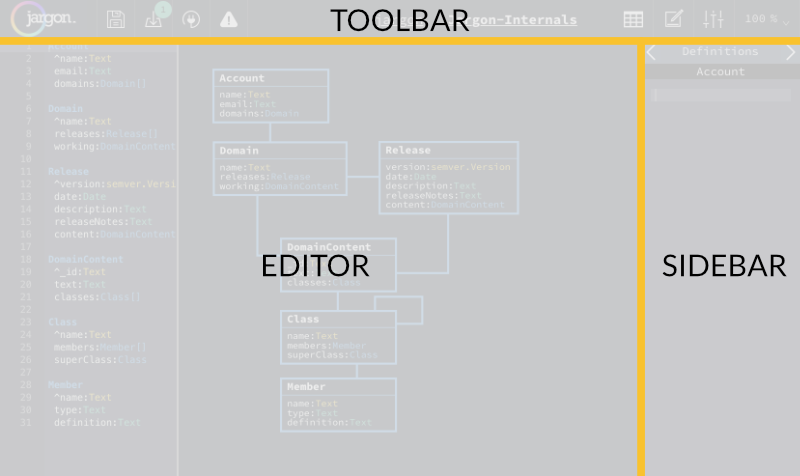 jargon
1
TOOLBAR
Jargon-Internals
100 %
2 ^name:Text
3 email:Text
4 domains:Domain[]
5
6 Domain
7 ^name:Text
8 releases:Release[]
9 working:DomainContent
10
11 Release
12 ^version:semver.Versi
13 date:Date
14 description:Text
15 releaseNotes:Text
16 content:DomainContent
17
18 DomainContent
19 ^_id:Text
20 text:Text
21 classes:Class[]
22
23 Class
24 ^name:Text
25 members:Member[]
26 superClass:Class
27
28 Member
29 ^name:Text
30 type:Text
31 definition:Text
Account
name:Text
email:Text
domains:Domain
Domain
name:Text
releases:Release
working:DomainContent
Release
version:semver.Version
date:Date
description:Text
releaseNotes:Text
content:DomainContent
DomainContent
EDITOR
classes:Class
Class
name:Text
members:Member
superClass:Class
Member
name:Text
type:Text
definition:Text
Definitions
Account
SIDEBAR